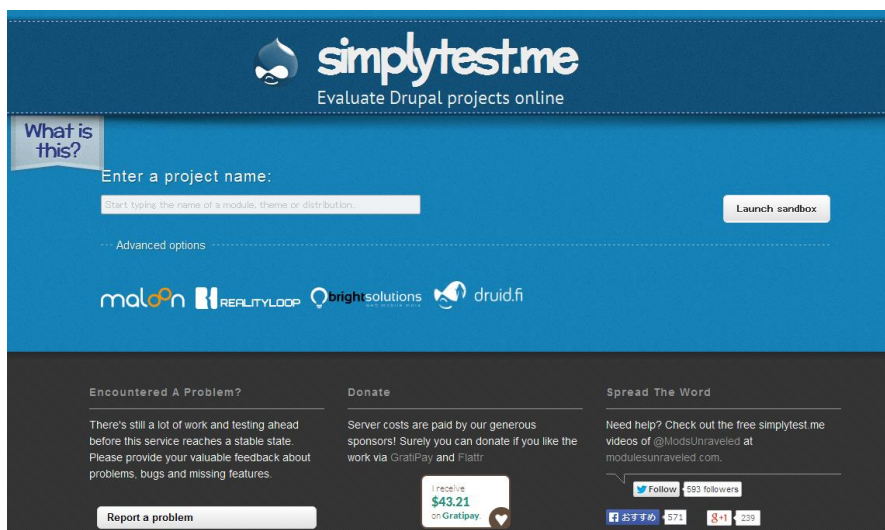 simplytest.me
Evaluate Drupal projects online
What is
this?
Enter a project name:
Start typing the name of a module, theme or distribution.
Launch sandbox
Advanced options
maloon
REALITYLOOP
brightsolutions
druid.fi
Encountered A Problem?
There's still a lot of work and testing ahead
before this service reaches a stable state.
Please provide your valuable feedback about
problems, bugs and missing features.
Report a problem
Donate
Server costs are paid by our generous
sponsors! Surely you can donate if you like the
work via GratiPay and Flattr
I receive
$43.21
on Gratipay.
Spread The Word
Need help? Check out the free simplytest.me
videos of @ModsUnraveled at
modulesunraveled.com.
Follow 593 followers
おすすめ 571
g+1 239